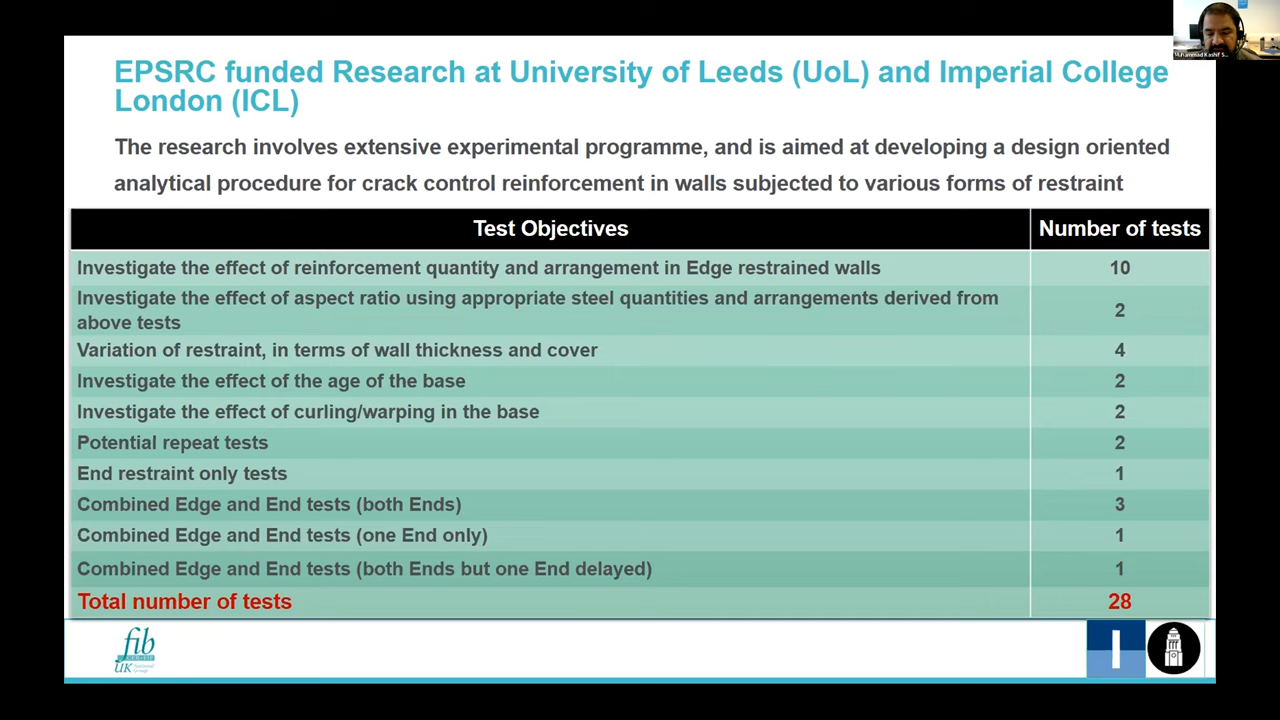 EPSRC funded Research at University of Leeds (UoL) and Imperial College
London (ICL)
The research involves extensive experimental programme, and is aimed at developing a design oriented
analytical procedure for crack control reinforcement in walls subjected to various forms of restraint
Test Objectives Number of tests
Investigate the effect of reinforcement quantity and arrangement in Edge restrained walls 10
Investigate the effect of aspect ratio using appropriate steel quantities and arrangements derived from
above tests 2
Variation of restraint, in terms of wall thickness and cover 4
Investigate the effect of the age of the base 2
Investigate the effect of curling/warping in the base 2
Potential repeat tests 2
End restraint only tests 1
Combined Edge and End tests (both Ends) 3
Combined Edge and End tests (one End only) 1
Combined Edge and End tests (both Ends but one End delayed) 1
Total number of tests 28
fib
UK
I
Muhammad Kashif S...